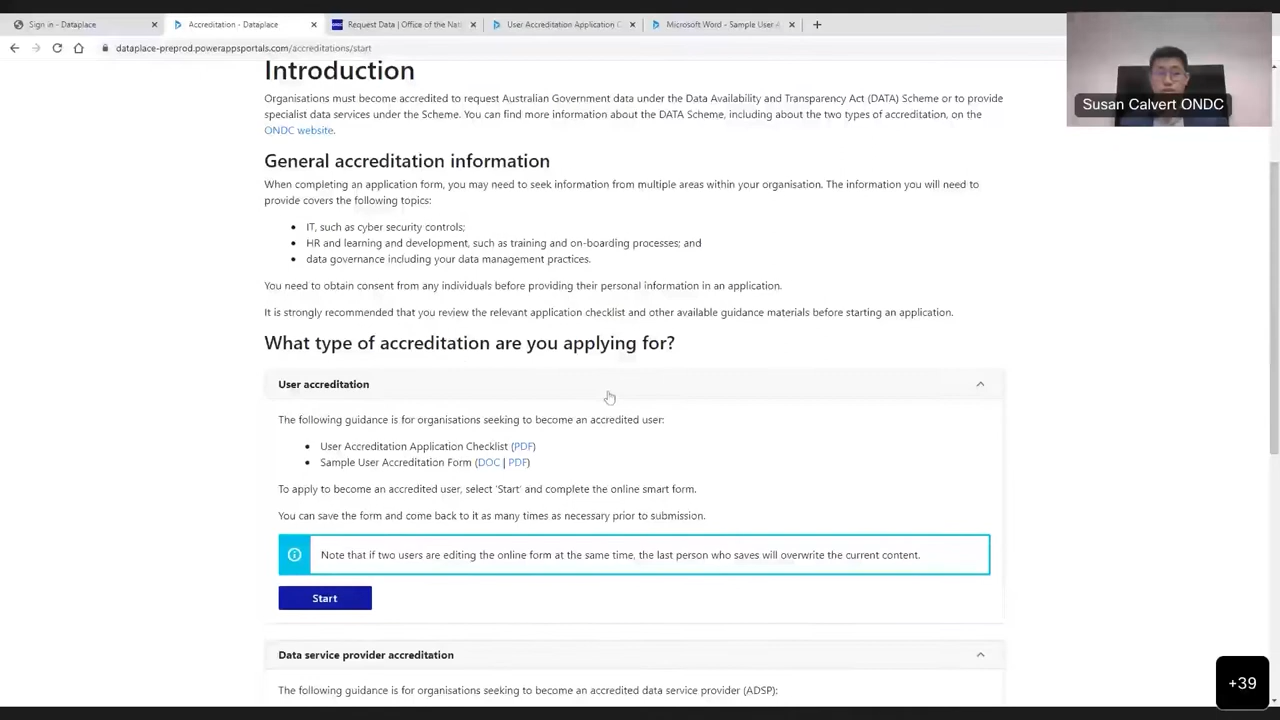 Sign in - Dataplace
Accreditation - Dataplace
Request Data | Office of the Nat
User Accreditation Application C
Microsoft Word - Sample User A
dataplace-preprod.powerappsportals.com/accreditations/start
Susan Calvert ONDC
Introduction
Organisations must become accredited to request Australian Government data under the Data Availability and Transparency Act (DATA) Scheme or to provide
specialist data services under the Scheme. You can find more information about the DATA Scheme, including about the two types of accreditation, on the
ONDC website.
General accreditation information
When completing an application form, you may need to seek information from multiple areas within your organisation. The information you will need to
provide covers the following topics:
• IT, such as cyber security controls;
• HR and learning and development, such as training and on-boarding processes; and
• data governance including your data management practices.
You need to obtain consent from any individuals before providing their personal information in an application.
It is strongly recommended that you review the relevant application checklist and other available guidance materials before starting an application.
What type of accreditation are you applying for?
User accreditation
The following guidance is for organisations seeking to become an accredited user:
• User Accreditation Application Checklist (PDF)
• Sample User Accreditation Form (DOC | PDF)
To apply to become an accredited user, select 'Start' and complete the online smart form.
You can save the form and come back to it as many times as necessary prior to submission.
Note that if two users are editing the online form at the same time, the last person who saves will overwrite the current content.
Start
Data service provider accreditation
The following guidance is for organisations seeking to become an accredited data service provider (ADSP):
+39